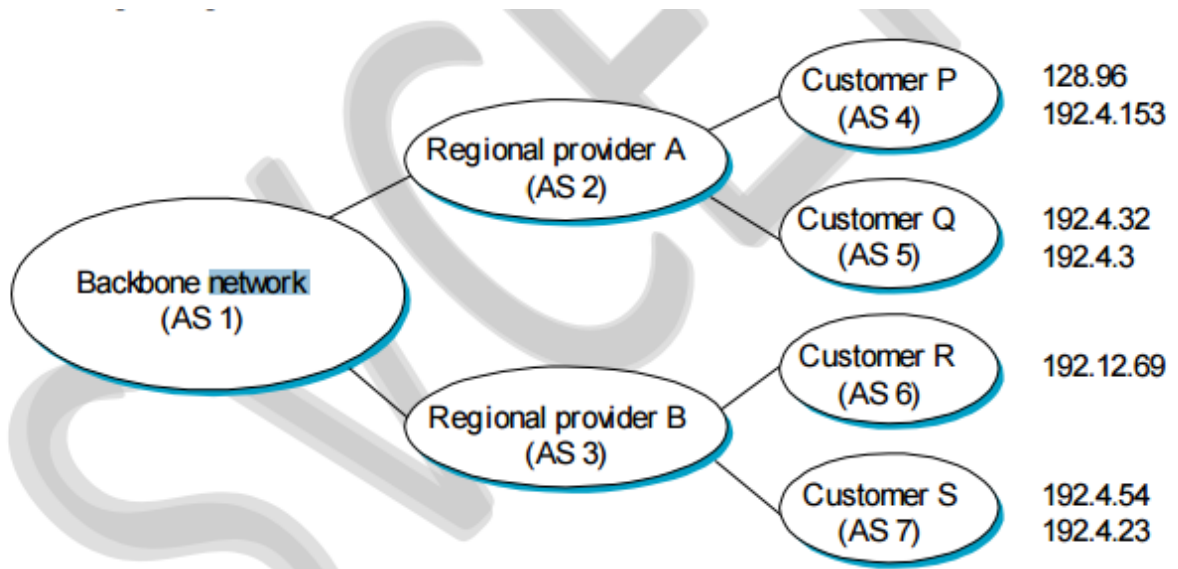 Customer P
(AS 4)
128.96
192.4.153
Regional provider A
(AS 2)
Customer Q
(AS 5)
192.4.32
192.4.3
Backbone network
(AS 1)
Customer R
(AS 6)
192.12.69
Regional provider B
(AS 3)
Customer S
(AS 7)
192.4.54
192.4.23